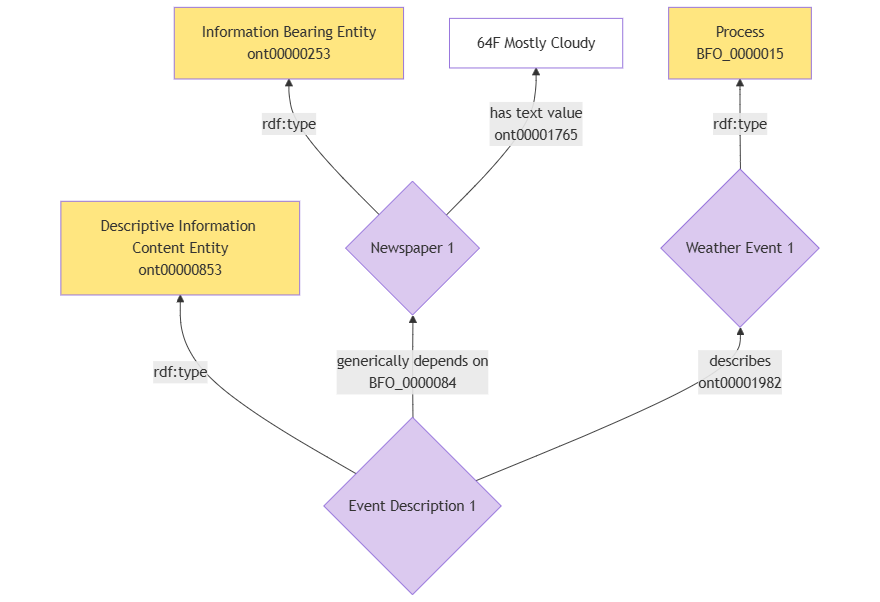 Information Bearing Entity
ont00000253
64F Mostly Cloudy
Process
BFO_0000015
rdf:type
has text value
ont00001765
rdf:type
Descriptive Information
Content Entity
ont00000853
Newspaper 1
Weather Event 1
rdf:type
generically depends on
BFO_0000084
describes
ont00001982
Event Description 1